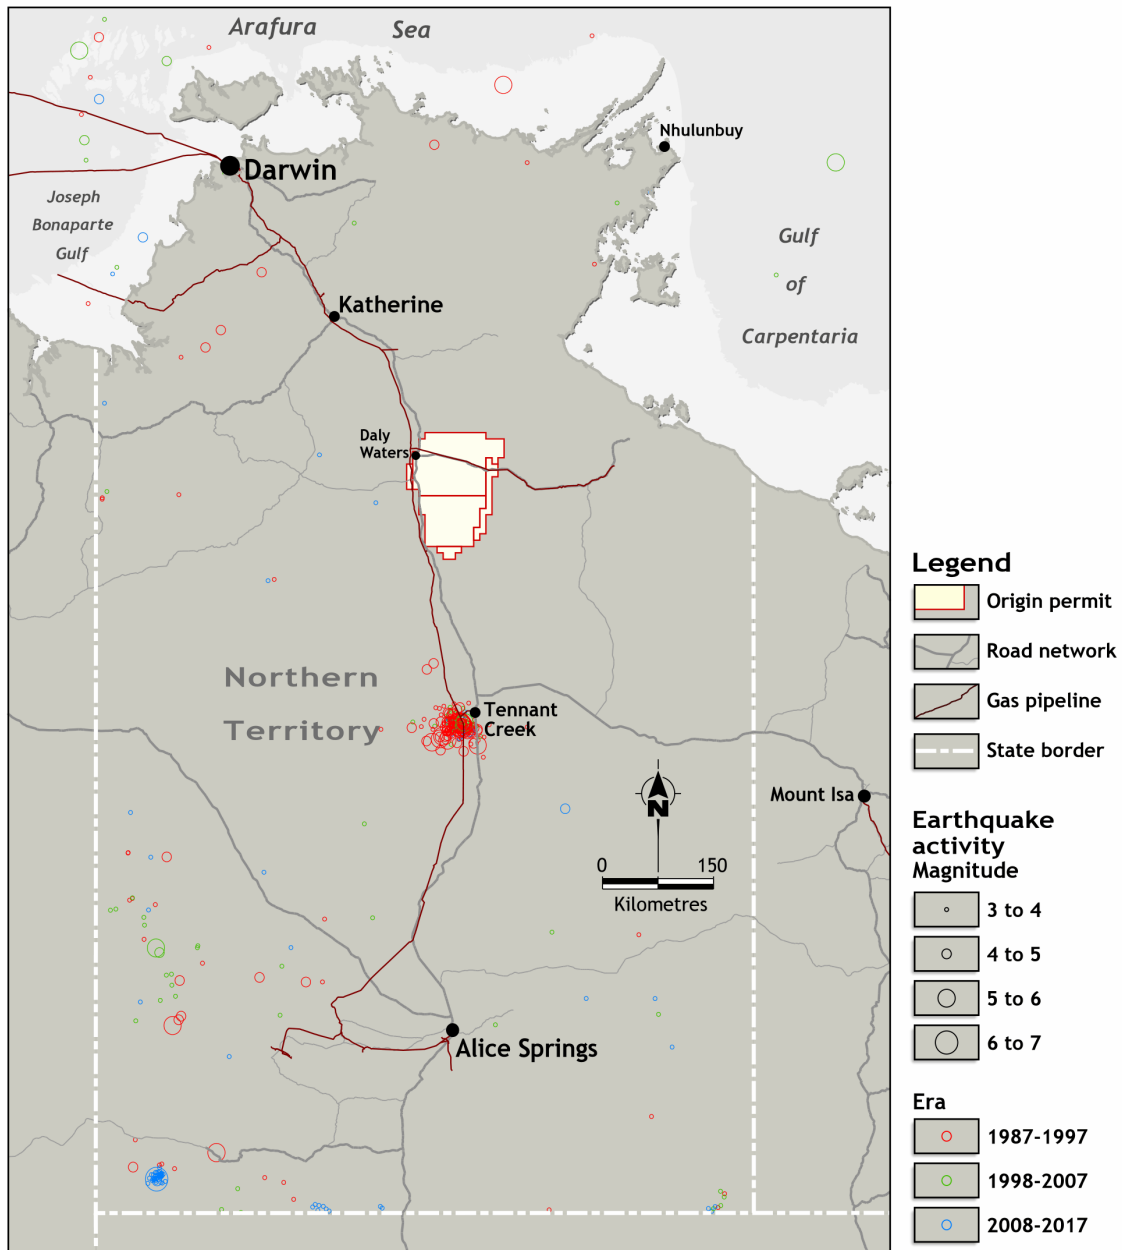 Arafura Sea
Nhulunbuy
Darwin
Joseph
Bonaparte
Gulf
Gulf
of
Carpentaria
Katherine
Daly
Waters
Northern
Territory
Tennant
Creek
Mount Isa
N
0 150
Kilometres
Alice Springs
Legend
Origin permit
Road network
Gas pipeline
State border
Earthquake
activity
Magnitude
3 to 4
4 to 5
5 to 6
6 to 7
Era
1987-1997
1998-2007
2008-2017